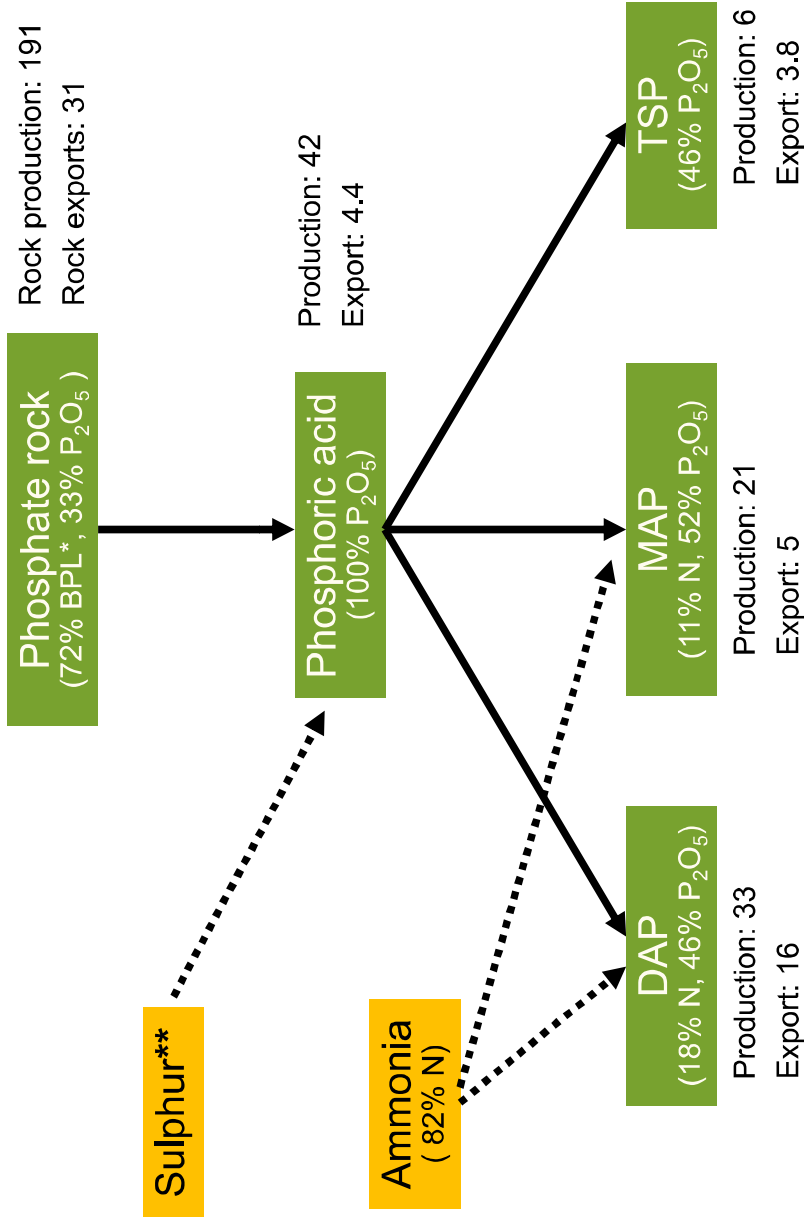 Phosphate rock
(72% BPL*, 33% P₂O₅ )
Rock production: 191
Rock exports: 31
Sulphur**
Phosphoric acid
(100% P₂O₅)
Production: 42
Export: 4.4
Ammonia
( 82% N)
DAP
(18% N, 46% P₂O₅)
Production: 33
Export: 16
MAP
(11% N, 52% P₂O₅)
Production: 21
Export: 5
TSP
(46% P₂O₅)
Production: 6
Export: 3.8